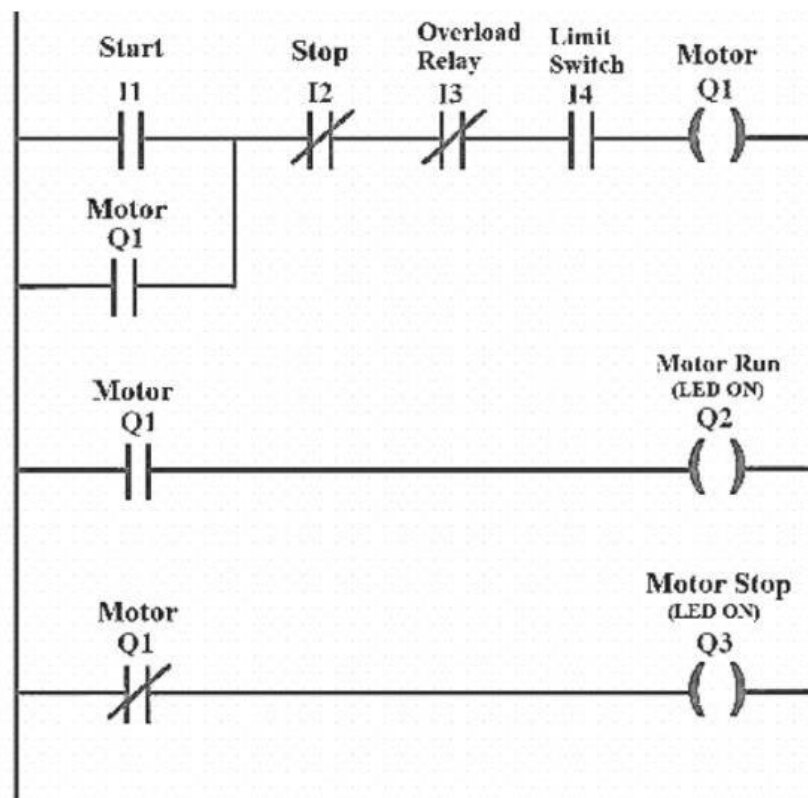 Start
I1
Stop
I2
Overload
Relay
I3
Limit
Switch
I4
Motor
Q1
Motor
Q1
Motor
Q1
Motor Run
(LED ON)
Q2
Motor
Q1
Motor Stop
(LED ON)
Q3